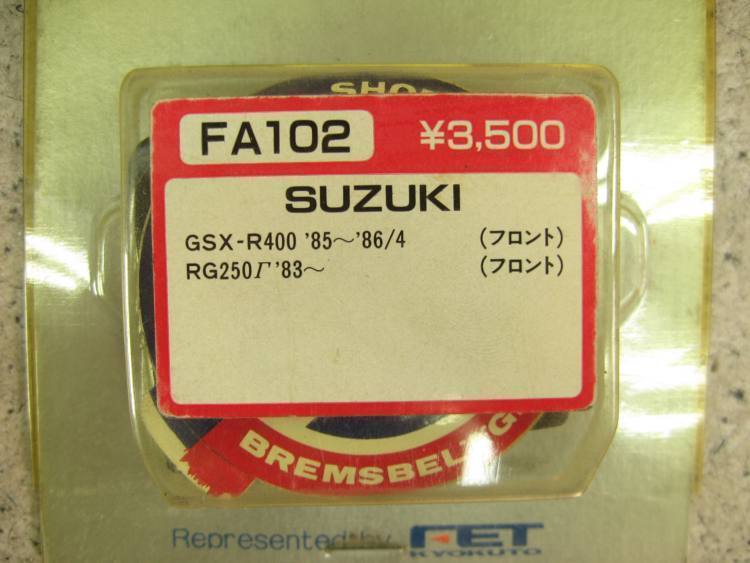 FA102 ¥3,500
SUZUKI
GSX-R400 '85～'86/4 (フロント)
RG250Γ '83～ (フロント)
Represented by FET
KYOKUTO